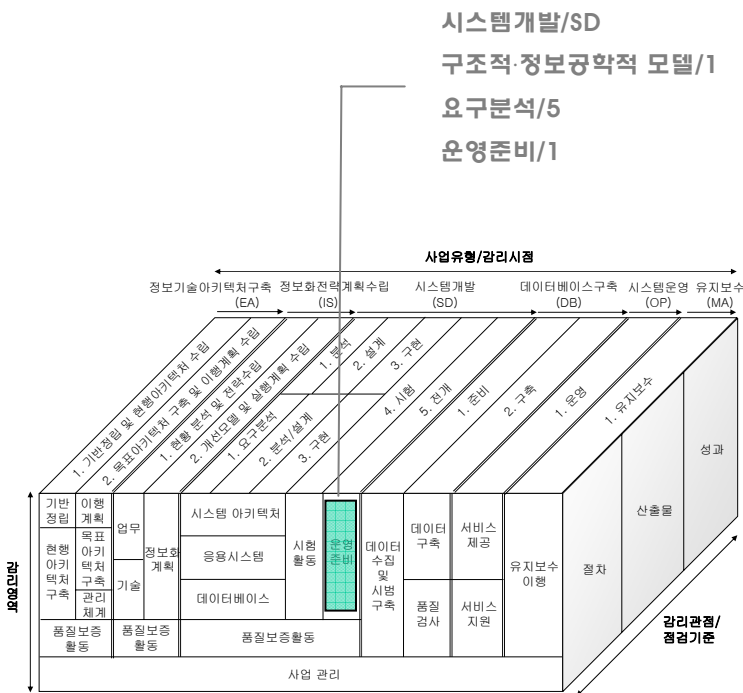 시스템개발/SD
구조적·정보공학적 모델/1
요구분석/5
운영준비/1
사업유형/감리시점
정보기술아키텍처구축
(EA)
정보화전략계획수립
(IS)
시스템개발
(SD)
데이터베이스구축
(DB)
시스템운영
(OP)
유지보수
(MA)
1. 기반정립 및 현행아키텍처 수립
2. 목표아키텍처 구축 및 이행계획 수립
1. 현황 분석 및 전략수립
2. 개선모델 및 실행계획 수립
1. 분석
2. 설계
3. 구현
1. 요구분석
2. 분석/설계
3. 구현
4. 시험
5. 전개
1. 준비
2. 구축
1. 운영
1. 유지보수
감리영역
기반
정립
이행
계획
현행
아키
텍처
구축
목표
아키
텍처
구축
관리
체계
업무
기술
정보화
계획
시스템 아키텍처
응용시스템
데이터베이스
시험
활동
운영
준비
데이터
수집
및
시범
구축
데이터
구축
품질
검사
서비스
제공
서비스
지원
유지보수
이행
절차
산출물
성과
품질보증
활동
품질보증
활동
품질보증활동
사업 관리
감리관점/
점검기준